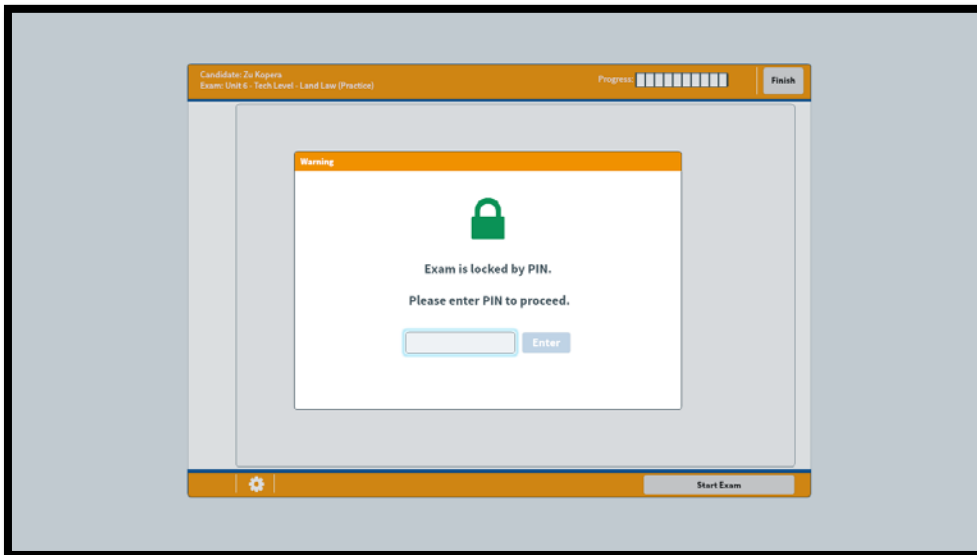 Candidate: Zu Kopera
Exam: Unit 6 - Tech Level - Land Law (Practice)
Progress:
Finish
Warning
Exam is locked by PIN.
Please enter PIN to proceed.
Enter
Start Exam